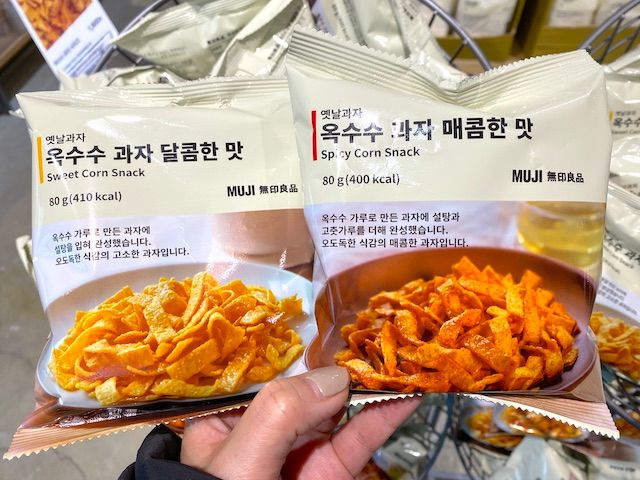 옛날과자
옥수수 과자 달콤한 맛
Sweet Corn Snack
80 g (410 kcal)
MUJI 無印良品
옥수수 가루로 만든 과자에
설탕을 입혀 완성했습니다.
오도독한 식감의 고소한 과자입니다.
옛날과자
옥수수 과자 매콤한 맛
Spicy Corn Snack
80 g (400 kcal)
MUJI 無印良品
옥수수 가루로 만든 과자에 설탕과
고춧가루를 더해 완성했습니다.
오도독한 식감의 매콤한 과자입니다.